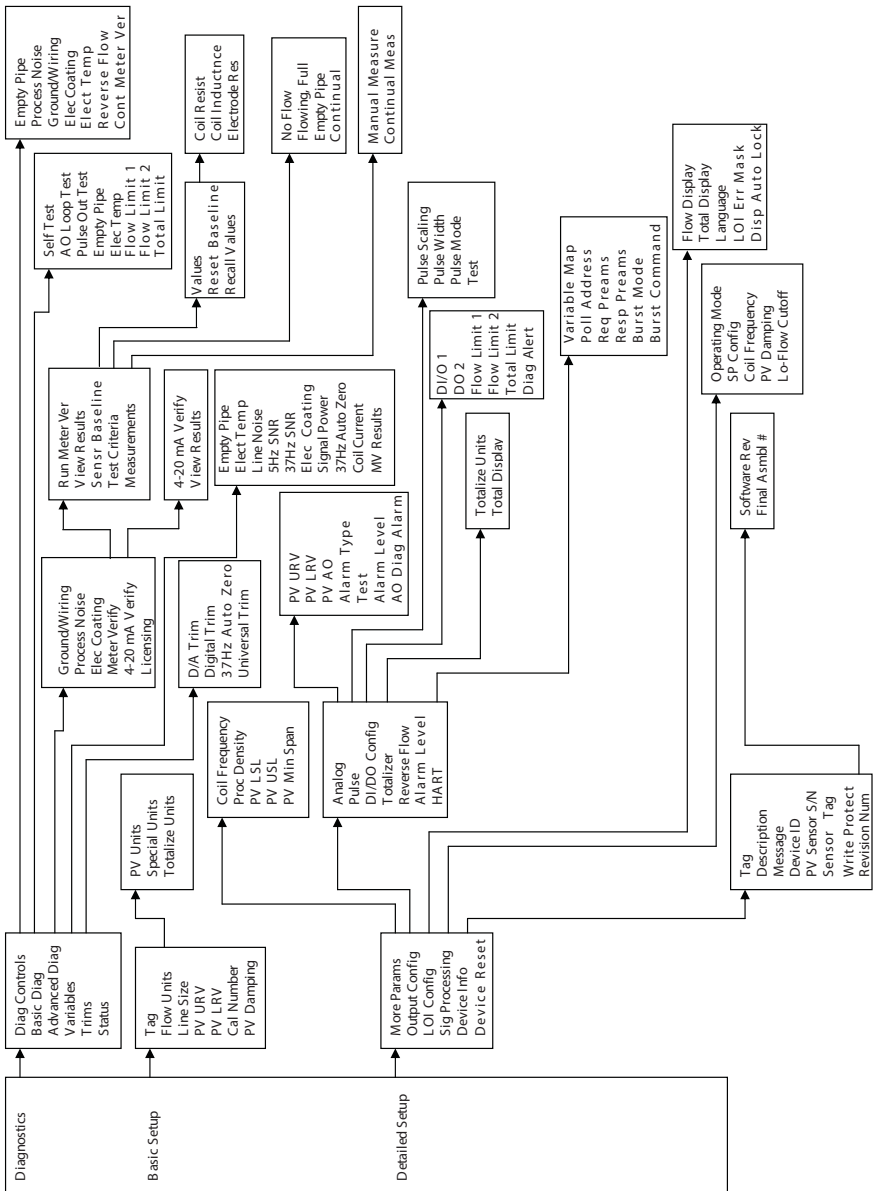 Diagnostics
Basic Setup
Detailed Setup
Diag Controls
Basic Diag
Advanced Diag
Variables
Trims
Status
Tag
Flow Units
Line Size
PV URV
PV LRV
Cal Number
PV Damping
More Params
Output Config
LOI Config
Sig Processing
Device Info
Device Reset
PV Units
Special Units
Totalize Units
Coil Frequency
Proc Density
PV LSL
PV USL
PV Min Span
Analog
Pulse
DI/DO Config
Totalizer
Reverse Flow
Alarm Level
HART
Tag
Description
Message
Device ID
PV Sensor S/N
Sensor Tag
Write Protect
Revision Num
Ground/Wiring
Process Noise
Elec Coating
Meter Verify
4-20 mA Verify
Licensing
D/A Trim
Digital Trim
37Hz Auto Zero
Universal Trim
PV URV
PV LRV
PV AO
Alarm Type
Test
Alarm Level
AO Diag Alarm
Run Meter Ver
View Results
Sensr Baseline
Test Criteria
Measurements
4-20 mA Verify
View Results
Empty Pipe
Elect Temp
Line Noise
5Hz SNR
37Hz SNR
Elec Coating
Signal Power
37Hz Auto Zero
Coil Current
MV Results
Totalize Units
Total Display
Software Rev
Final Asmbl #
Self Test
AO Loop Test
Pulse Out Test
Empty Pipe
Elec Temp
Flow Limit 1
Flow Limit 2
Total Limit
Values
Reset Baseline
Recall Values
DI/O 1
DO 2
Flow Limit 1
Flow Limit 2
Total Limit
Diag Alert
Operating Mode
SP Config
Coil Frequency
PV Damping
Lo-Flow Cutoff
Empty Pipe
Process Noise
Ground/Wiring
Elec Coating
Elect Temp
Reverse Flow
Cont Meter Ver
Coil Resist
Coil Inductnce
Electrode Res
No Flow
Flowing, Full
Empty Pipe
Continual
Manual Measure
Continual Meas
Pulse Scaling
Pulse Width
Pulse Mode
Test
Variable Map
Poll Address
Req Preams
Resp Preams
Burst Mode
Burst Command
Flow Display
Total Display
Language
LOI Err Mask
Disp Auto Lock